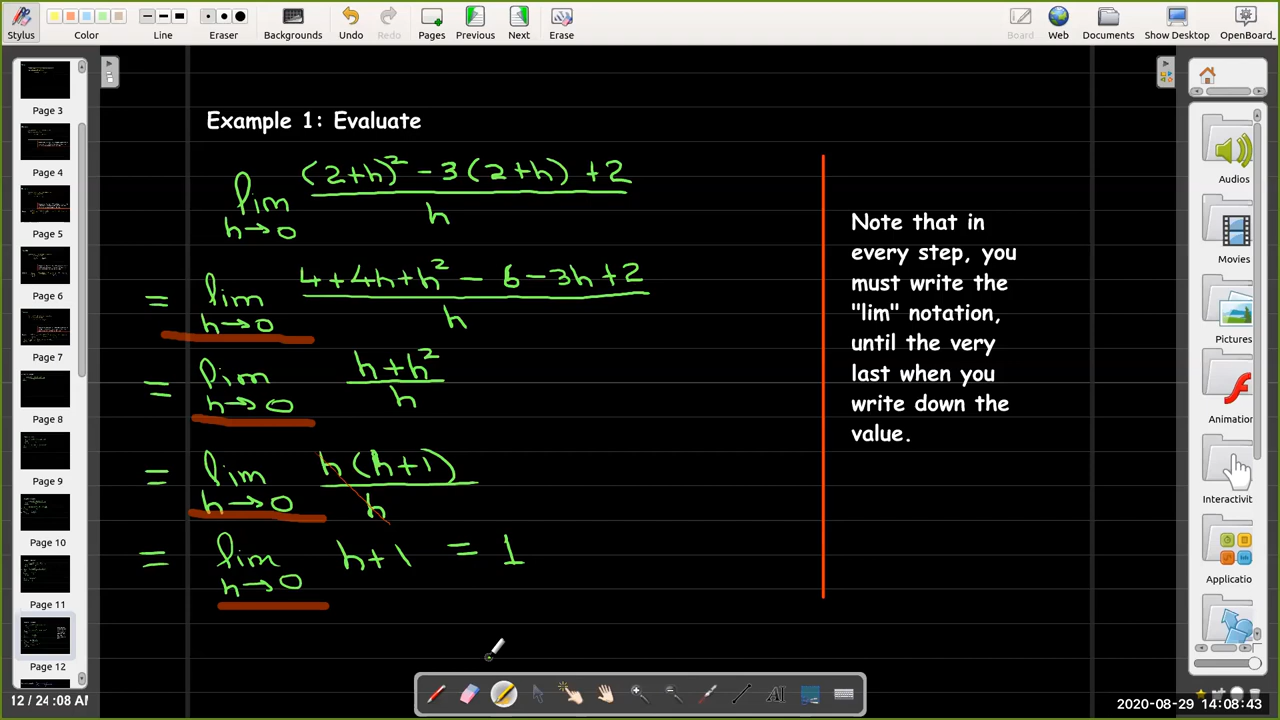 Stylus Color Line Eraser Backgrounds Undo Redo Pages Previous Next Erase Board Web Documents Show Desktop OpenBoard
Page 3
Page 4
Page 5
Page 6
Page 7
Page 8
Page 9
Page 10
Page 11
Page 12
12 / 24 :08 AM
Example 1: Evaluate
lim h→0 ((2+h)² - 3(2+h) + 2) / h
= lim h→0 (4+4h+h² - 6 - 3h + 2) / h
= lim h→0 (h+h²) / h
= lim h→0 h(h+1) / h
= lim h→0 h+1 = 1
Note that in
every step, you
must write the
"lim" notation,
until the very
last when you
write down the
value.
Audios
Movies
Pictures
Animation
Interactivit
Applicatio
AI
2020-08-29 14:08:43